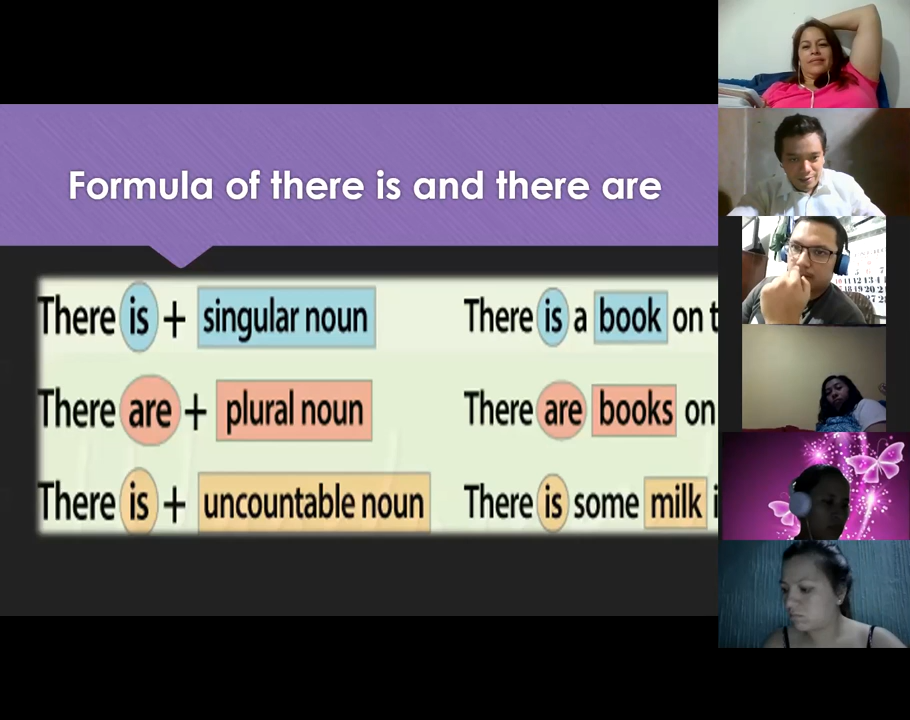 Formula of there is and there are
There is + singular noun There is a book on t
There are + plural noun There are books on
There is + uncountable noun There is some milk i